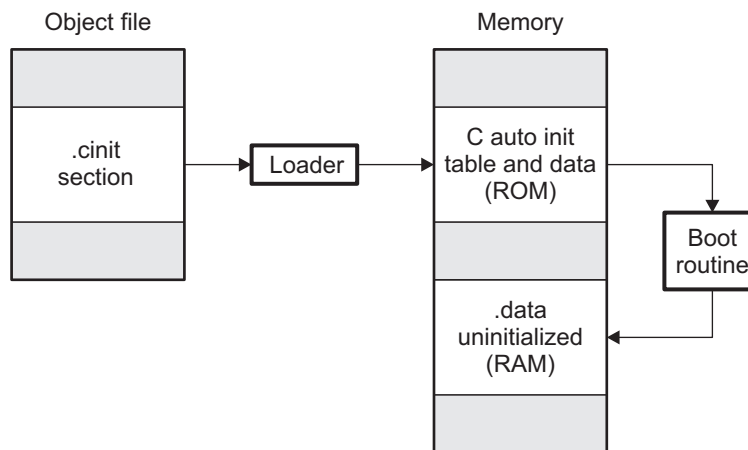 Object file
Memory
.cinit
section
Loader
C auto init
table and data
(ROM)
Boot
routine
.data
uninitialized
(RAM)